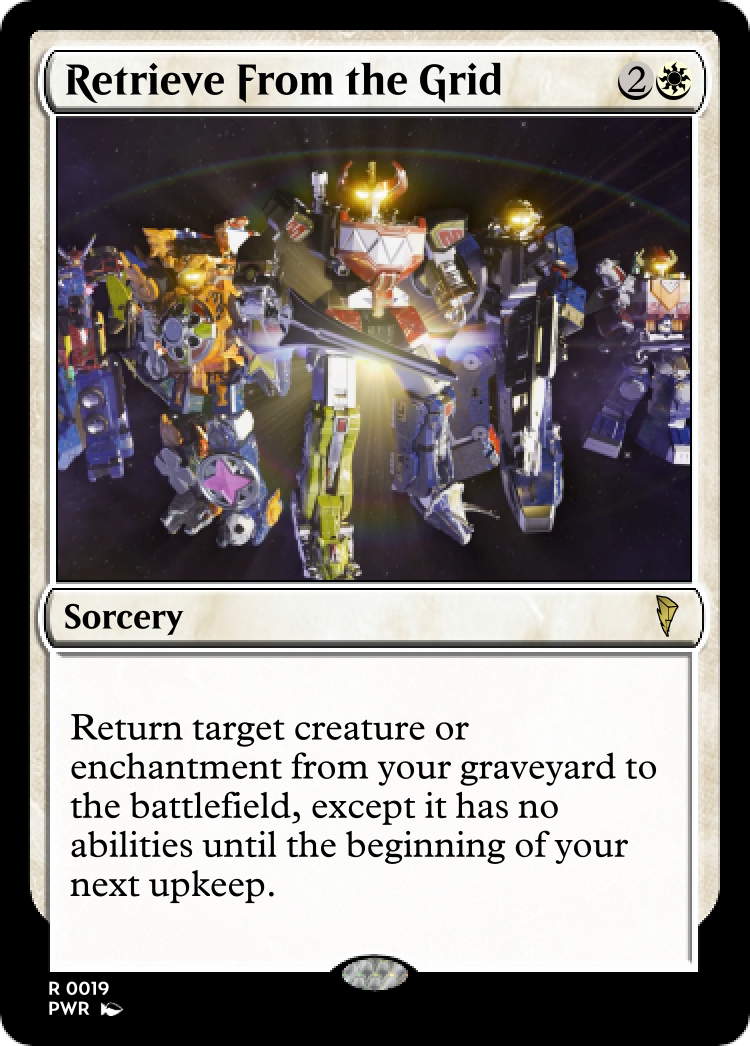 Retrieve From the Grid 2
Sorcery
Return target creature or
enchantment from your graveyard to
the battlefield, except it has no
abilities until the beginning of your
next upkeep.
R 0019
PWR